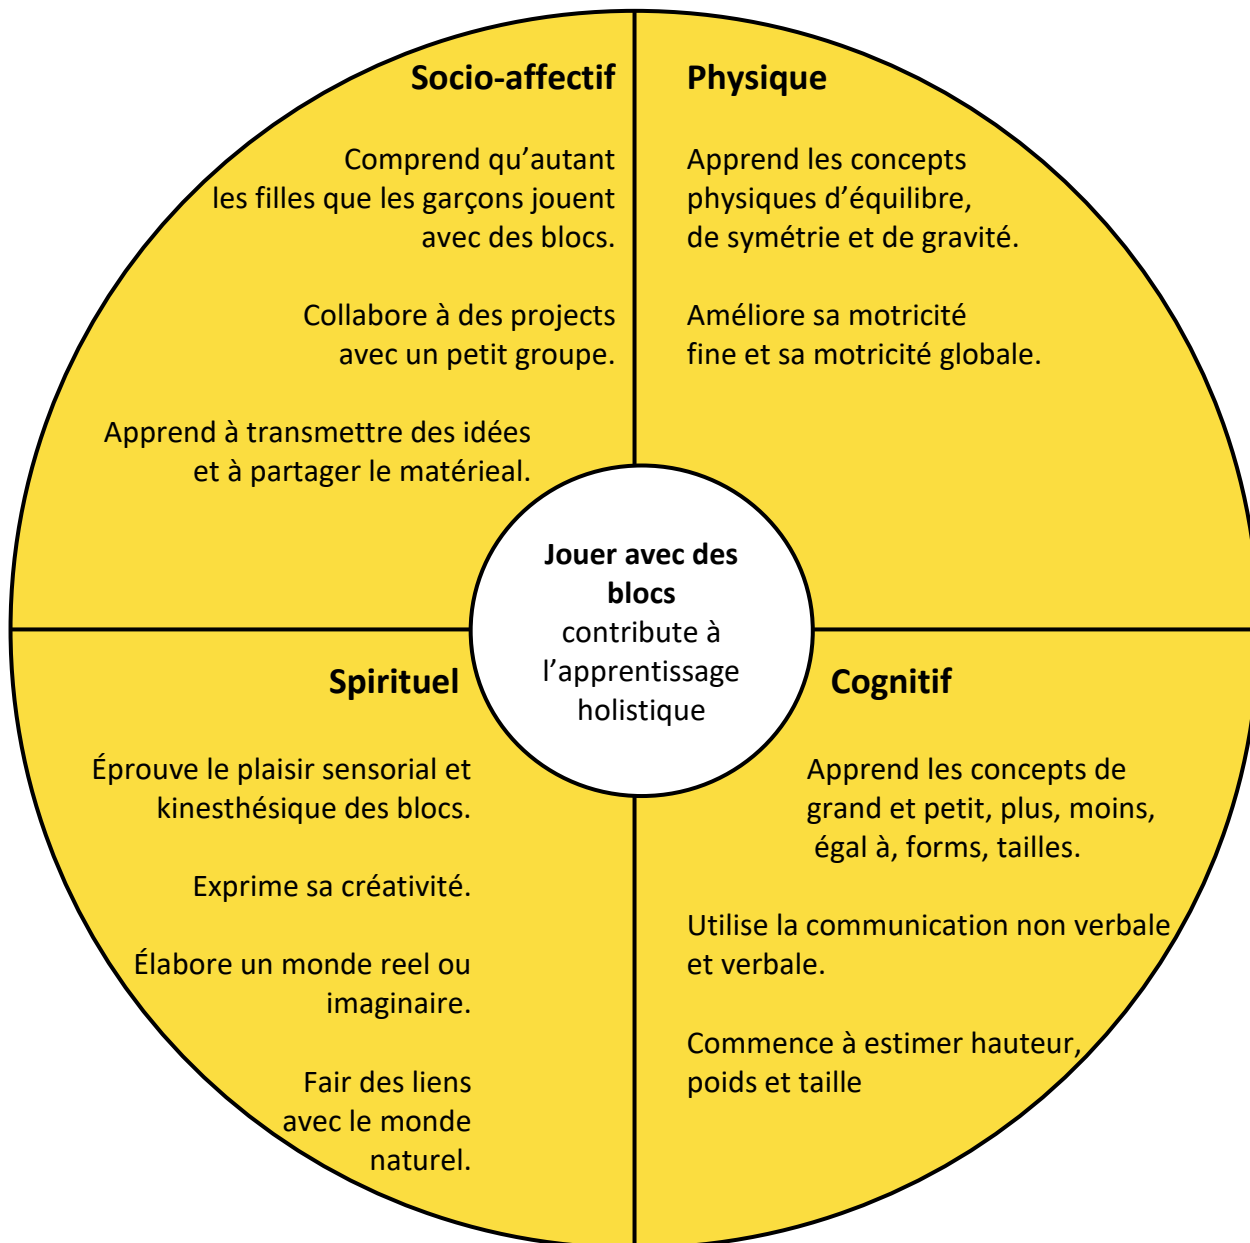 Socio-affectif
Comprend qu'autant
les filles que les garçons jouent
avec des blocs.
Collabore à des projects
avec un petit groupe.
Apprend à transmettre des idées
et à partager le matérieal.
Physique
Apprend les concepts
physiques d'équilibre,
de symétrie et de gravité.
Améliore sa motricité
fine et sa motricité globale.
Jouer avec des
blocs
contribute à
l'apprentissage
holistique
Spirituel
Éprouve le plaisir sensorial et
kinesthésique des blocs.
Exprime sa créativité.
Élabore un monde reel ou
imaginaire.
Fair des liens
avec le monde
naturel.
Cognitif
Apprend les concepts de
grand et petit, plus, moins,
égal à, forms, tailles.
Utilise la communication non verbale
et verbale.
Commence à estimer hauteur,
poids et taille